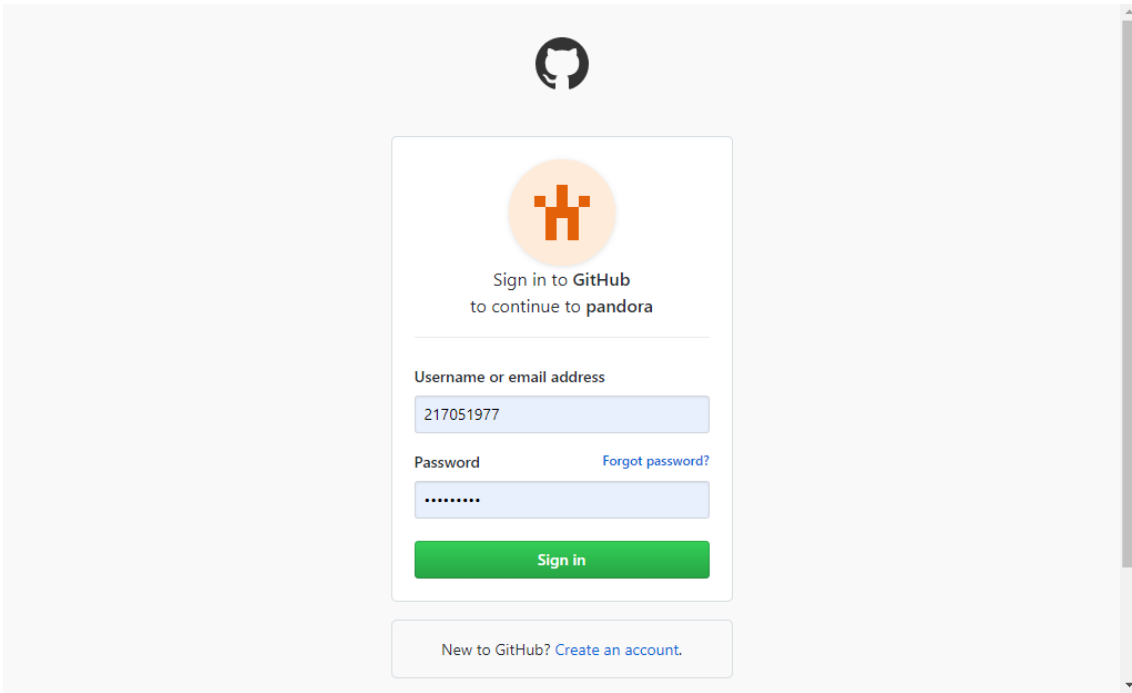 Sign in to GitHub
to continue to pandora
Username or email address
217051977
Password Forgot password?
•••••••••
Sign in
New to GitHub? Create an account.